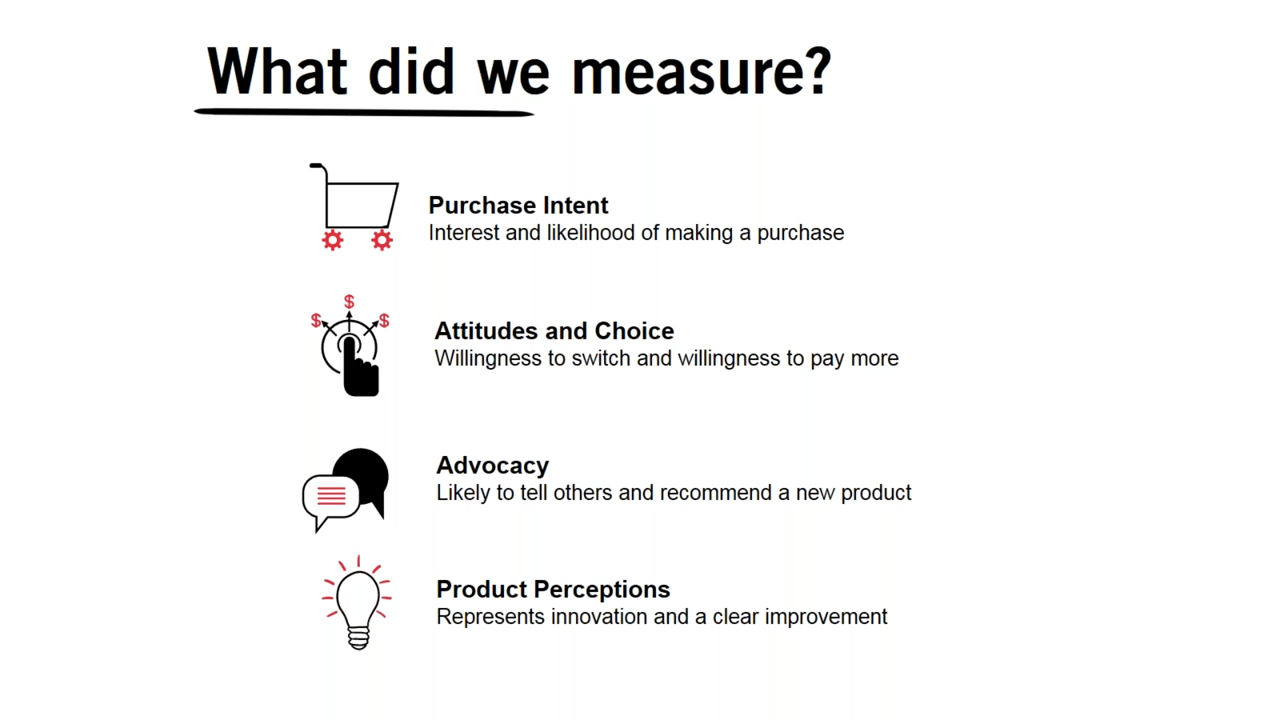 What did we measure?
Purchase Intent
Interest and likelihood of making a purchase
$
$ $
Attitudes and Choice
Willingness to switch and willingness to pay more
Advocacy
Likely to tell others and recommend a new product
Product Perceptions
Represents innovation and a clear improvement